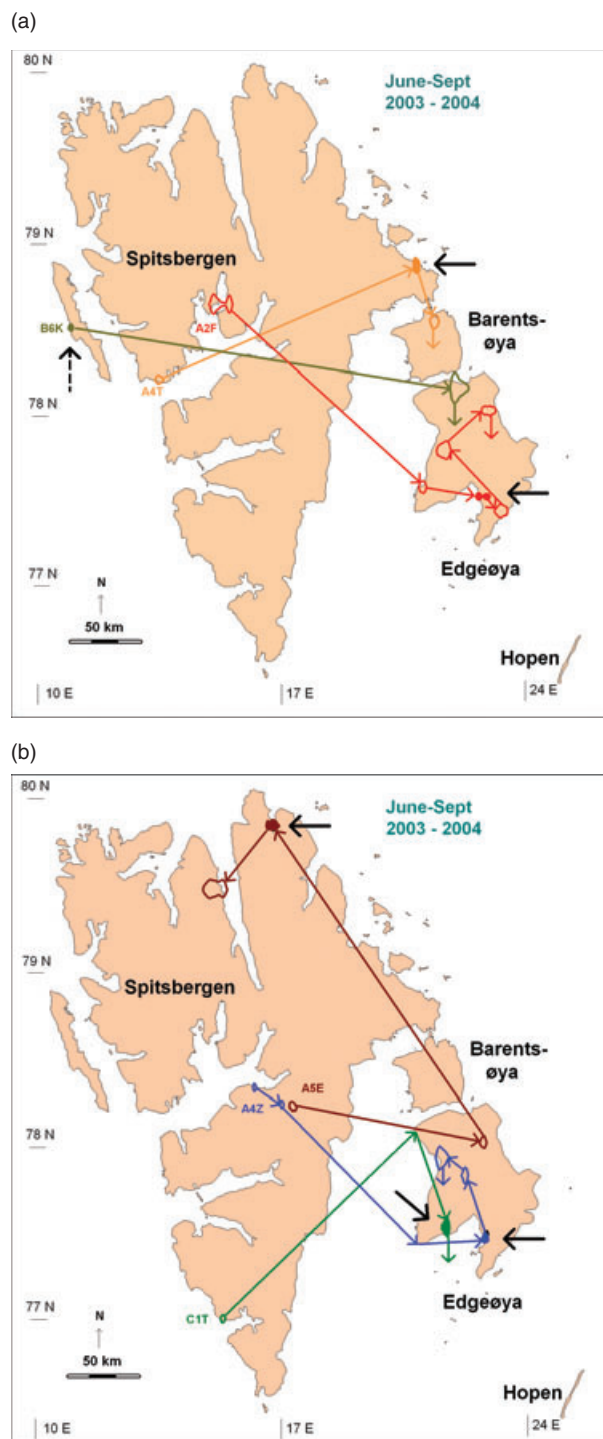 (a)
80 N
June-Sept
2003 - 2004
79 N
Spitsbergen
Barents-
øya
B6K
A2F
A4T
78 N
77 N
Edgeøya
N
50 km
Hopen
10 E
17 E
24 E
(b)
80 N
June-Sept
2003 - 2004
79 N
Spitsbergen
Barents-
øya
A5E
A4Z
78 N
C1T
77 N
Edgeøya
N
50 km
Hopen
10 E
17 E
24 E